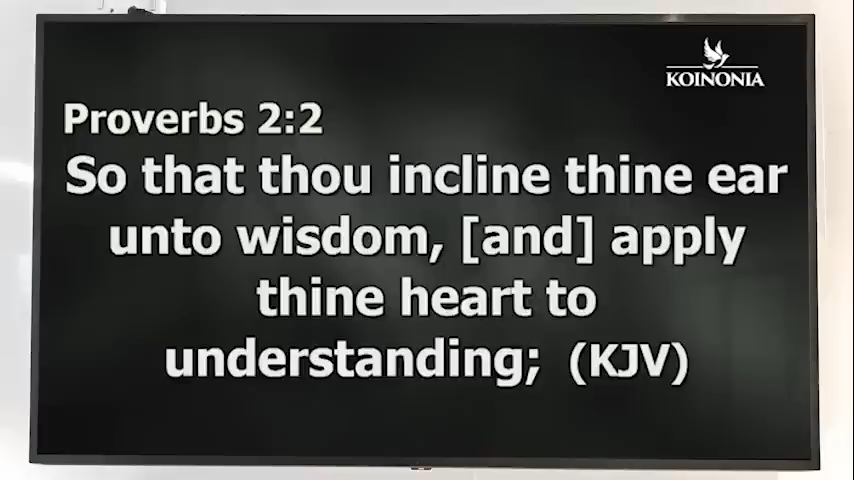 KOINONIA
Proverbs 2:2
So that thou incline thine ear
unto wisdom, [and] apply
thine heart to
understanding; (KJV)